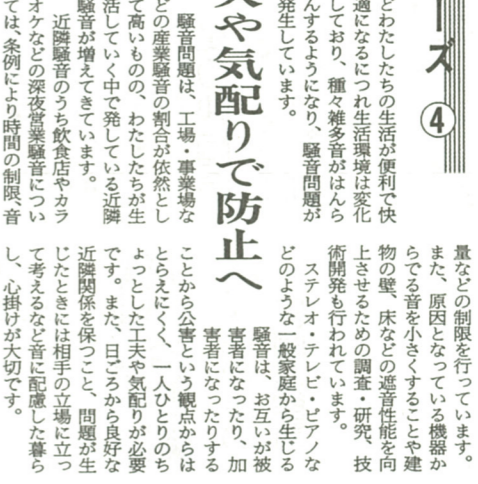 ーズ
④
夫や気配りで防止へ
どわたしたちの生活が便利で快
適になるにつれ生活環境は変化
しており、種々雑多音がはんら
んするようになり、騒音問題が
発生しています。
騒音問題は、工場・事業場な
どの産業騒音の割合が依然とし
て高いものの、わたしたちが生
活していく中で発している近隣
騒音が増えてきています。
近隣騒音のうち飲食店やカラ
オケなどの深夜営業騒音につい
ては、条例により時間の制限、音
量などの制限を行っています。
また、原因となっている機器か
らでる音を小さくすることや建
物の壁、床などの遮音性能を向
上させるための調査・研究、技
術開発も行われています。
ステレオ・テレビ・ピアノな
どのような一般家庭から生じる
騒音は、お互いが被
害者になったり、加
害者になったりする
ことから公害という観点からは
とらえにくく、一人ひとりのち
ょっとした工夫や気配りが必要
です。また、日ごろから良好な
近隣関係を保つこと、問題が生
じたときには相手の立場に立っ
て考えるなど音に配慮した暮ら
し、心掛けが大切です。